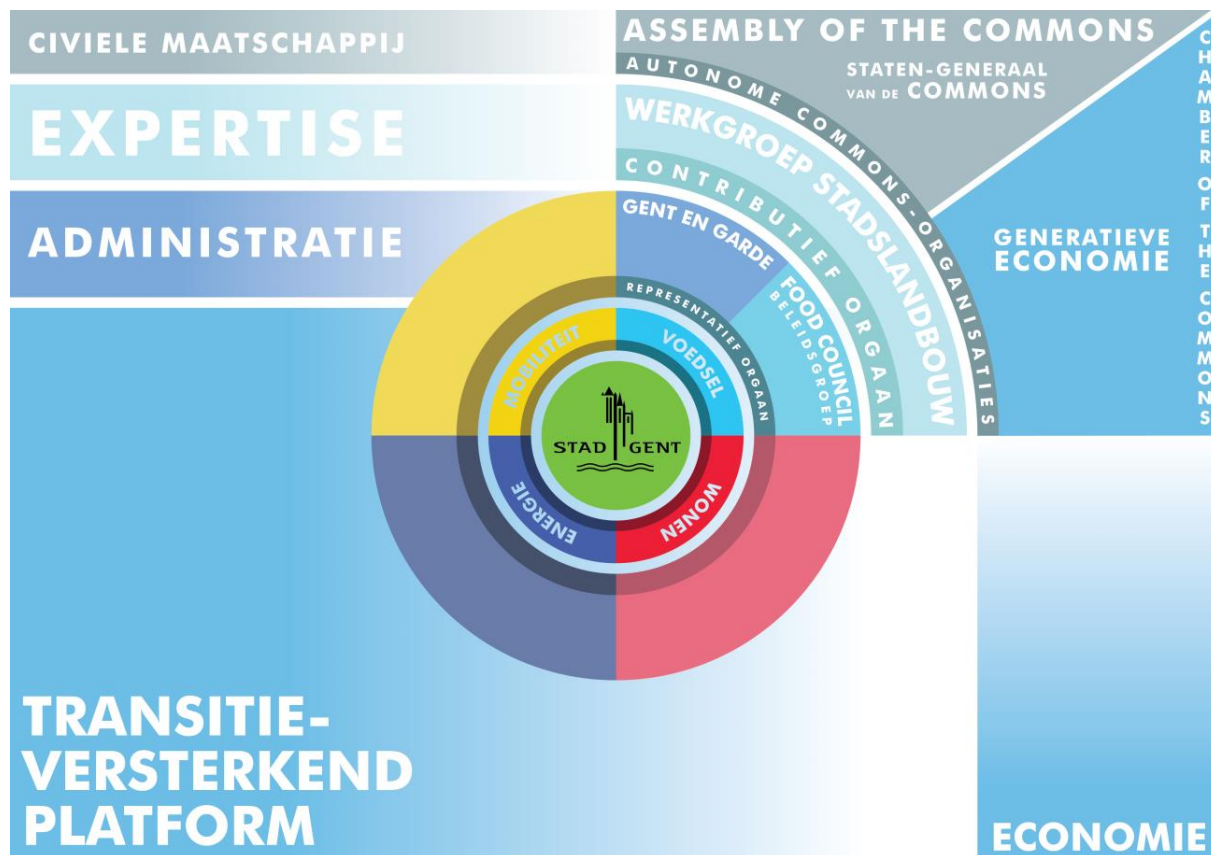 CIVIELE MAATSCHAPPIJ
EXPERTISE
ADMINISTRATIE
ASSEMBLY OF THE COMMONS
STATEN-GENERAAL
VAN DE COMMONS
AUTONOME COMMONS-ORGANISATIES
WERKGROEP STADSLANDBOUW
CONTRIBUTIEF ORGAAN
GENT EN GARDE
FOOD COUNCIL
BELEIDSGROEP
REPRESENTATIEF ORGAAN
CHAMBER OF THE COMMONS
GENERATIEVE
ECONOMIE
MOBILITEIT
VOEDSEL
STAD GENT
ENERGIE
WONEN
TRANSITIE-
VERSTERKEND
PLATFORM
ECONOMIE